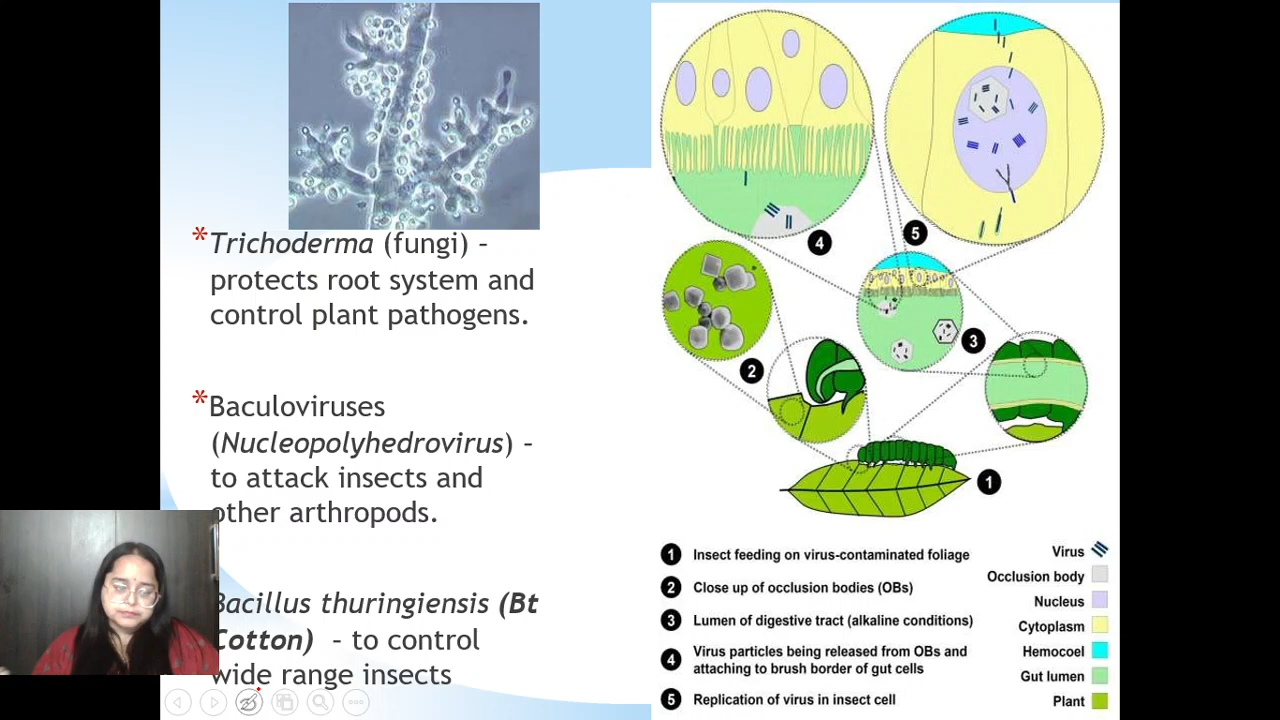 *Trichoderma (fungi) –
protects root system and
control plant pathogens.
*Baculoviruses
(Nucleopolyhedrovirus) –
to attack insects and
other arthropods.
Bacillus thuringiensis (Bt
Cotton) – to control
wide range insects
4
5
2
3
1
1 Insect feeding on virus-contaminated foliage
2 Close up of occlusion bodies (OBs)
3 Lumen of digestive tract (alkaline conditions)
4 Virus particles being released from OBs and
attaching to brush border of gut cells
5 Replication of virus in insect cell
Virus
Occlusion body
Nucleus
Cytoplasm
Hemocoel
Gut lumen
Plant